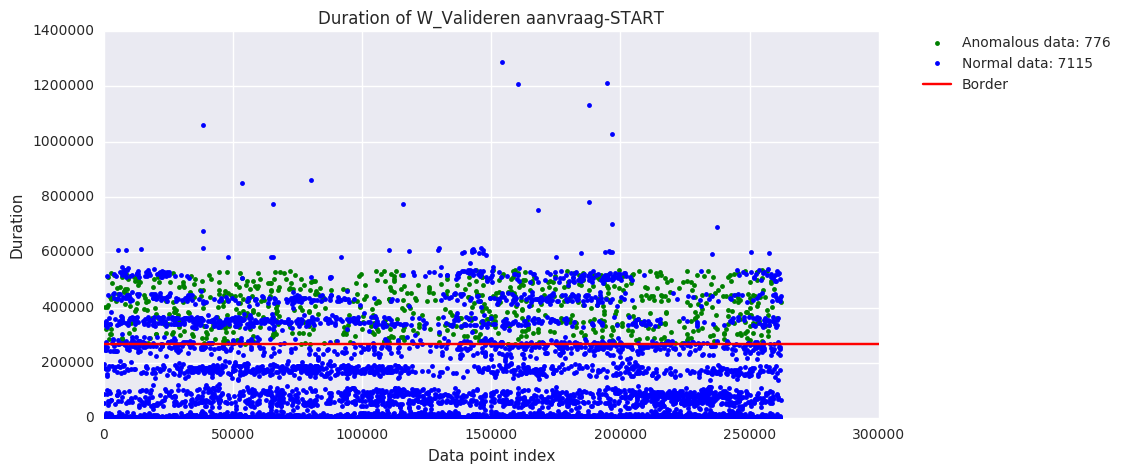 Duration of W_Valideren aanvraag-START
1400000
1200000
1000000
800000
600000
400000
200000
0
Duration
0 50000 100000 150000 200000 250000 300000
Data point index
Anomalous data: 776
Normal data: 7115
Border